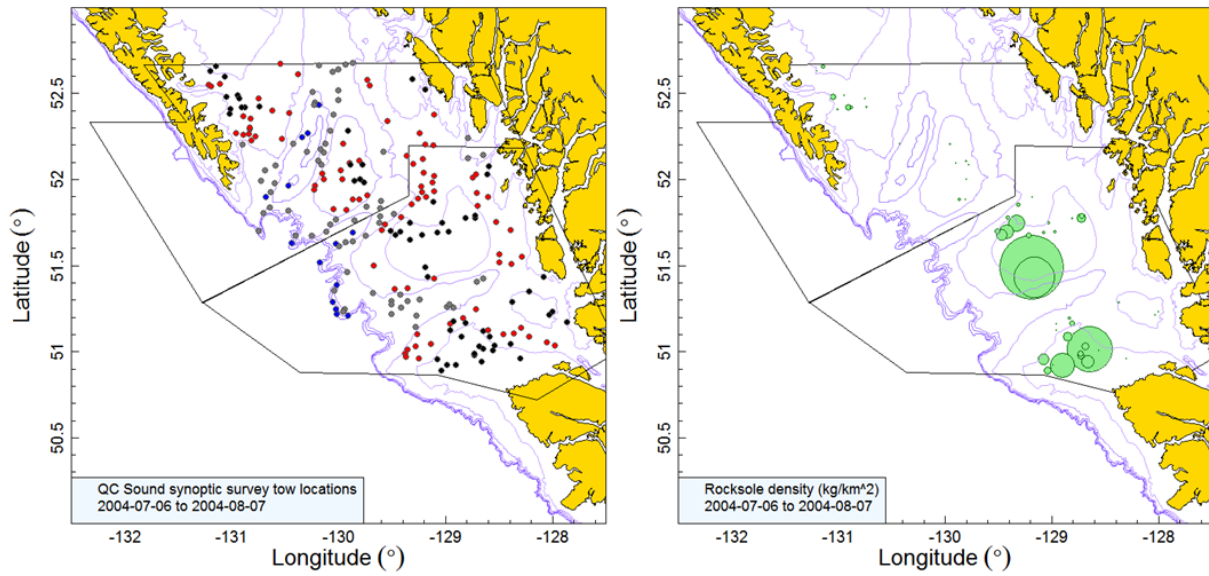 52.5
52
51.5
51
50.5
Latitude (°)
QC Sound synoptic survey tow locations
2004-07-06 to 2004-08-07
-132
-131
-130
-129
-128
Longitude (°)
52.5
52
51.5
51
50.5
Latitude (°)
Rocksole density (kg/km^2)
2004-07-06 to 2004-08-07
-132
-131
-130
-129
-128
Longitude (°)